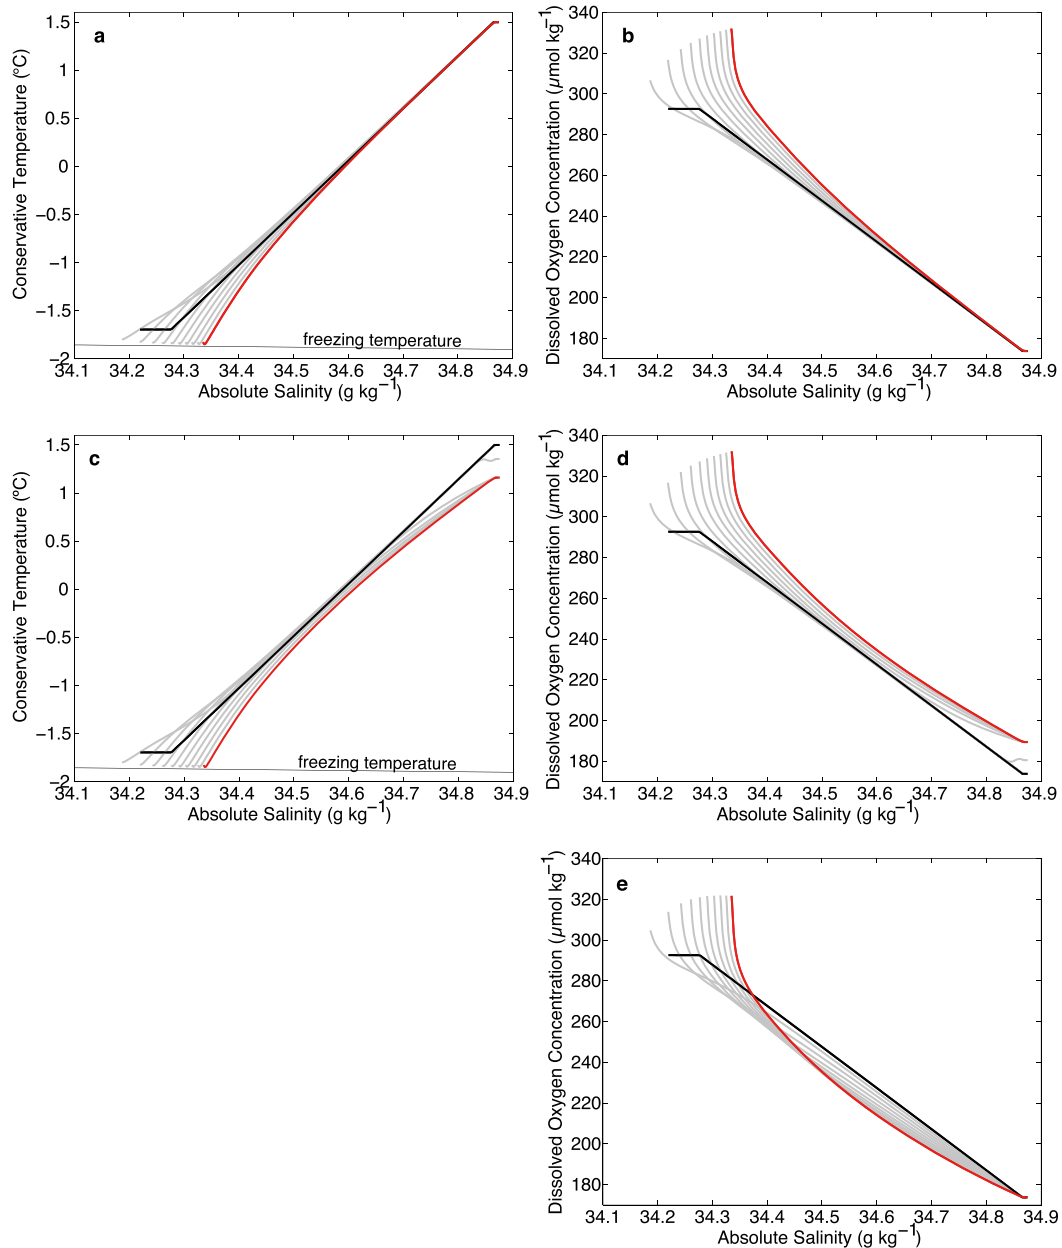 a
Conservative Temperature (°C)
1.5
1
0.5
0
−0.5
−1
−1.5
−2
freezing temperature
34.1 34.2 34.3 34.4 34.5 34.6 34.7 34.8 34.9
Absolute Salinity (g kg−1)
b
Dissolved Oxygen Concentration (µmol kg−1)
340
320
300
280
260
240
220
200
180
34.1 34.2 34.3 34.4 34.5 34.6 34.7 34.8 34.9
Absolute Salinity (g kg−1)
c
Conservative Temperature (°C)
1.5
1
0.5
0
−0.5
−1
−1.5
−2
freezing temperature
34.1 34.2 34.3 34.4 34.5 34.6 34.7 34.8 34.9
Absolute Salinity (g kg−1)
d
Dissolved Oxygen Concentration (µmol kg−1)
340
320
300
280
260
240
220
200
180
34.1 34.2 34.3 34.4 34.5 34.6 34.7 34.8 34.9
Absolute Salinity (g kg−1)
e
Dissolved Oxygen Concentration (µmol kg−1)
340
320
300
280
260
240
220
200
180
34.1 34.2 34.3 34.4 34.5 34.6 34.7 34.8 34.9
Absolute Salinity (g kg−1)